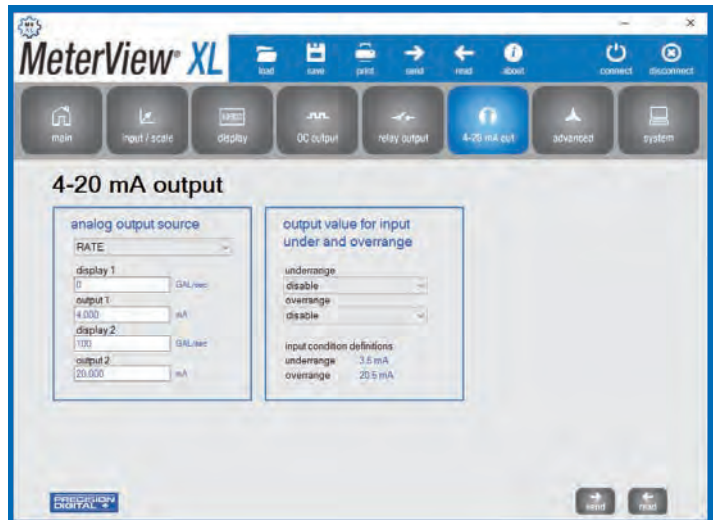 MV
XL
MeterView® XL
load save print send read about connect disconnect
main input / scale display OC output relay output 4-20 mA out advanced system
4-20 mA output
analog output source
RATE
display 1
0 GAL/sec
output 1
4.000 mA
display 2
100 GAL/sec
output 2
20.000 mA
output value for input
under and overrange
underrange
disable
overrange
disable
input condition definitions
underrange 3.5 mA
overrange 20.5 mA
PRECISION
DIGITAL
send read